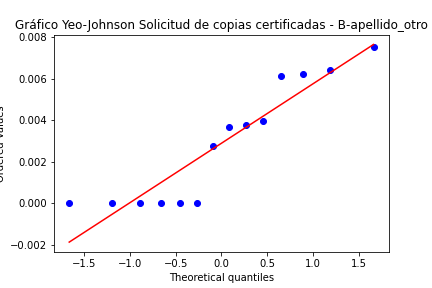 Gráfico Yeo-Johnson Solicitud de copias certificadas - B-apellido_otro
0.008
0.006
0.004
0.002
0.000
−0.002
Ordered Values
−1.5 −1.0 −0.5 0.0 0.5 1.0 1.5
Theoretical quantiles